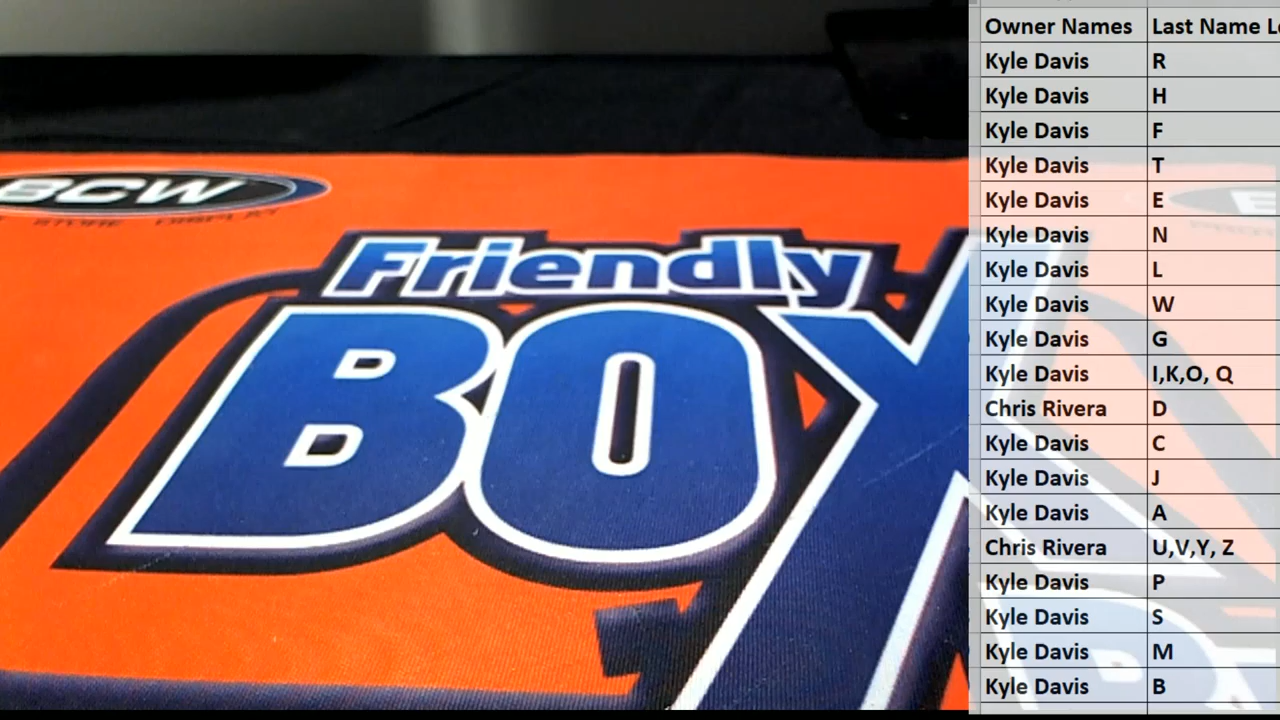 BCW
STORE DISPLAY
Friendly
BOX
Owner Names Last Name
Kyle Davis R
Kyle Davis H
Kyle Davis F
Kyle Davis T
Kyle Davis E
Kyle Davis N
Kyle Davis L
Kyle Davis W
Kyle Davis G
Kyle Davis I,K,O, Q
Chris Rivera D
Kyle Davis C
Kyle Davis J
Kyle Davis A
Chris Rivera U,V,Y, Z
Kyle Davis P
Kyle Davis S
Kyle Davis M
Kyle Davis B